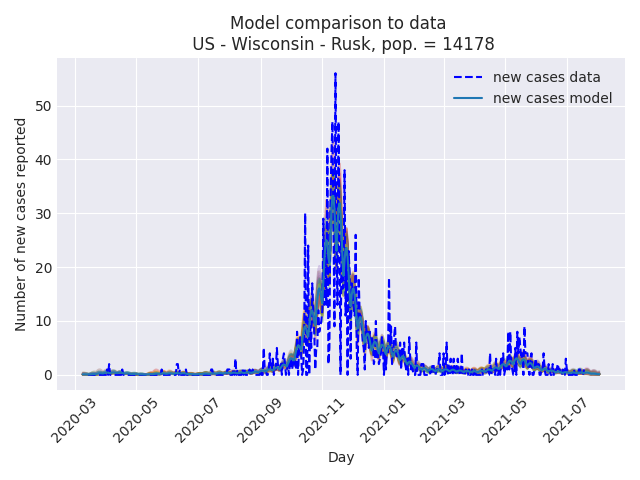 Model comparison to data
US - Wisconsin - Rusk, pop. = 14178
new cases data
new cases model
Number of new cases reported
50
40
30
20
10
0
2020-03
2020-05
2020-07
2020-09
2020-11
2021-01
2021-03
2021-05
2021-07
Day